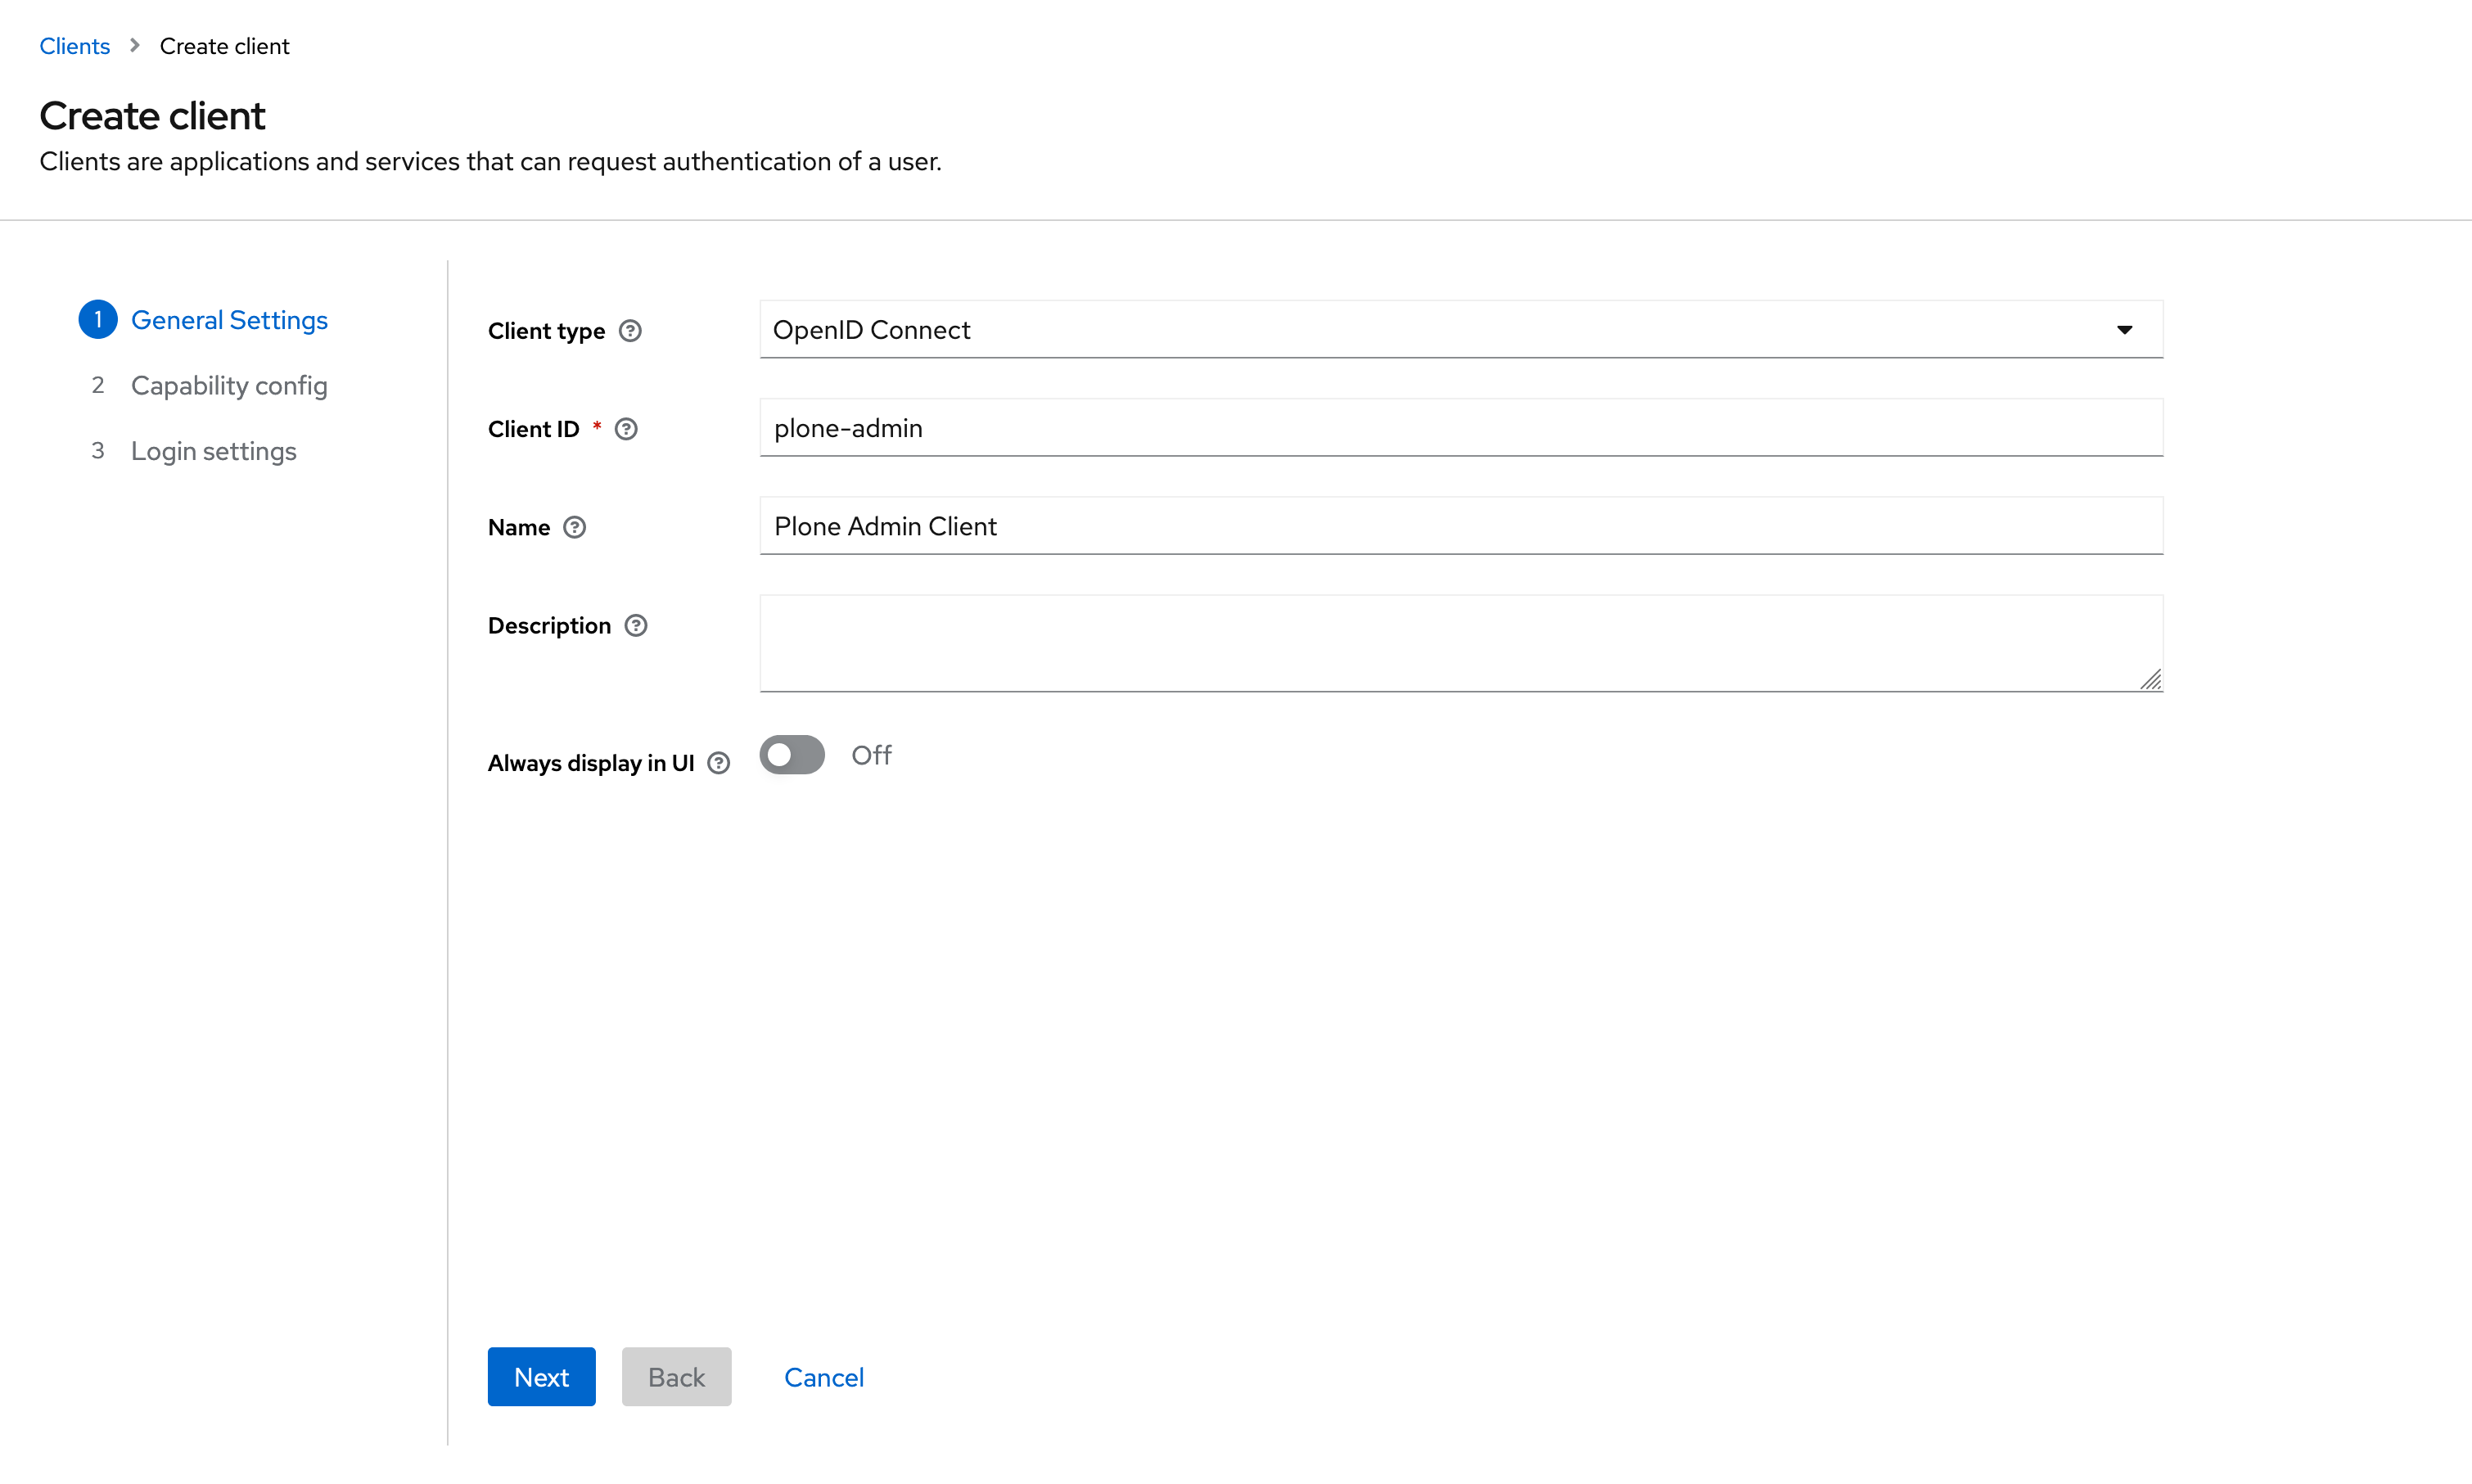 Clients > Create client
Create client
Clients are applications and services that can request authentication of a user.
1 General Settings
2 Capability config
3 Login settings
Client type ?
OpenID Connect
Client ID * ?
plone-admin
Name ?
Plone Admin Client
Description ?
Always display in UI ?
Off
Next Back Cancel